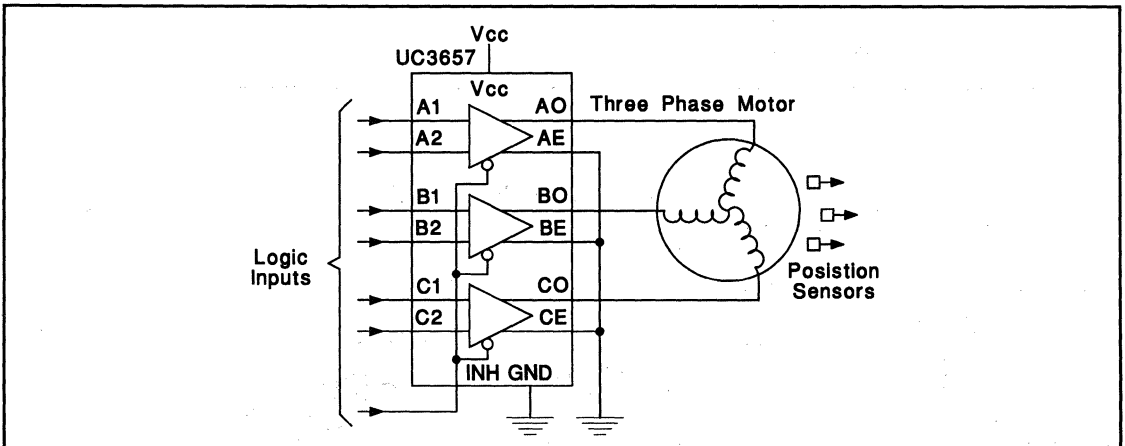 Vcc
UC3657
Vcc
A1
AO
Three Phase Motor
A2
AE
B1
BO
B2
BE
Logic
Inputs
C1
CO
Posistion
Sensors
C2
CE
INH GND